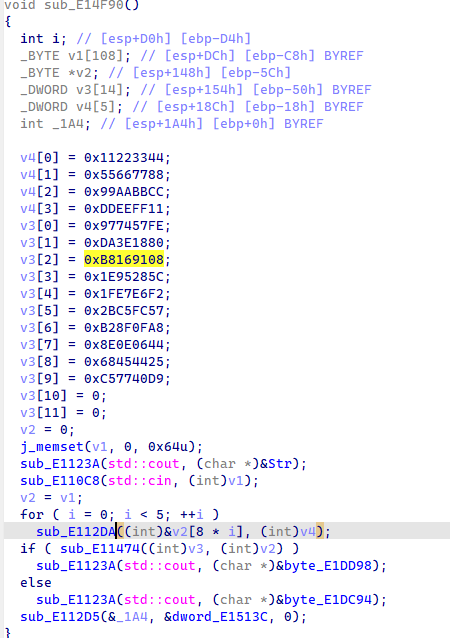 void sub_E14F90()
{
int i; // [esp+D0h] [ebp-D4h]
_BYTE v1[108]; // [esp+DCh] [ebp-C8h] BYREF
_BYTE *v2; // [esp+148h] [ebp-5Ch]
_DWORD v3[14]; // [esp+154h] [ebp-50h] BYREF
_DWORD v4[5]; // [esp+18Ch] [ebp-18h] BYREF
int _1A4; // [esp+1A4h] [ebp+0h] BYREF
v4[0] = 0x11223344;
v4[1] = 0x55667788;
v4[2] = 0x99AABBCC;
v4[3] = 0xDDEEFF11;
v3[0] = 0x977457FE;
v3[1] = 0xDA3E1880;
v3[2] = 0xB8169108;
v3[3] = 0x1E95285C;
v3[4] = 0x1FE7E6F2;
v3[5] = 0x2BC5FC57;
v3[6] = 0xB28F0FA8;
v3[7] = 0x8E0E0644;
v3[8] = 0x68454425;
v3[9] = 0xC57740D9;
v3[10] = 0;
v3[11] = 0;
v2 = 0;
j_memset(v1, 0, 0x64u);
sub_E1123A(std::cout, (char *)&Str);
sub_E110C8(std::cin, (int)v1);
v2 = v1;
for ( i = 0; i < 5; ++i )
sub_E112DA((int)&v2[8 * i], (int)v4);
if ( sub_E11474((int)v3, (int)v2) )
sub_E1123A(std::cout, (char *)&byte_E1DD98);
else
sub_E1123A(std::cout, (char *)&byte_E1DC94);
sub_E112D5(&_1A4, &dword_E1513C, 0);
}